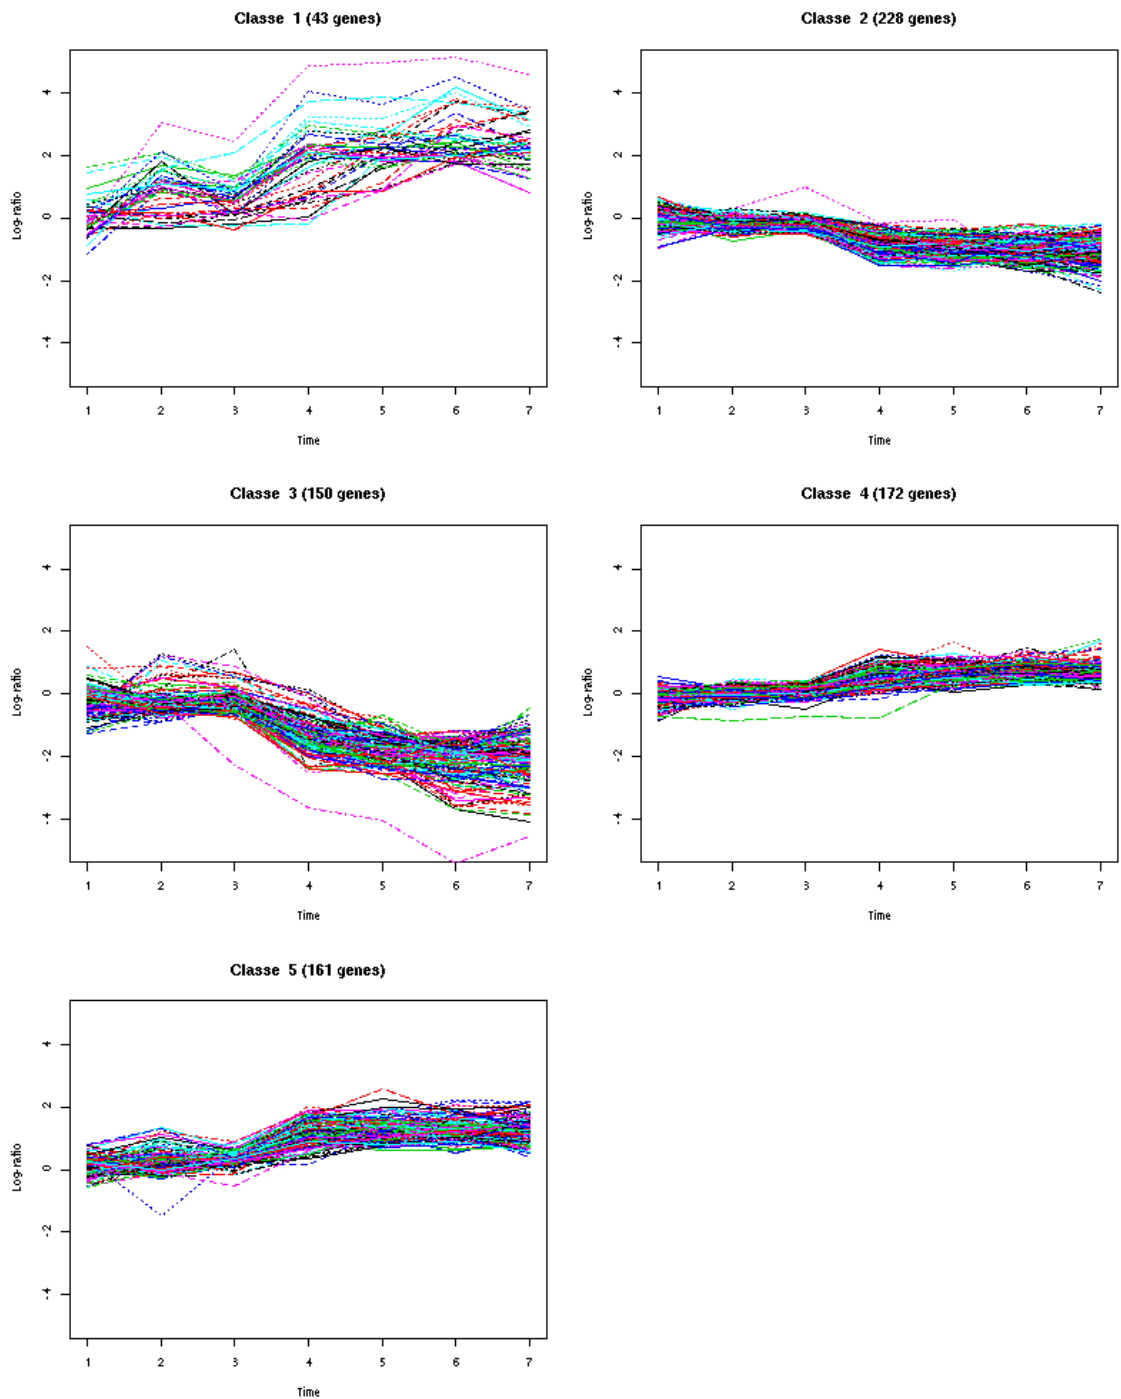 Classe 1 (43 genes)
Log-ratio
4
2
0
-2
-4
1 2 3 4 5 6 7
Time
Classe 2 (228 genes)
Log-ratio
4
2
0
-2
-4
1 2 3 4 5 6 7
Time
Classe 3 (150 genes)
Log-ratio
4
2
0
-2
-4
1 2 3 4 5 6 7
Time
Classe 4 (172 genes)
Log-ratio
4
2
0
-2
-4
1 2 3 4 5 6 7
Time
Classe 5 (161 genes)
Log-ratio
4
2
0
-2
-4
1 2 3 4 5 6 7
Time